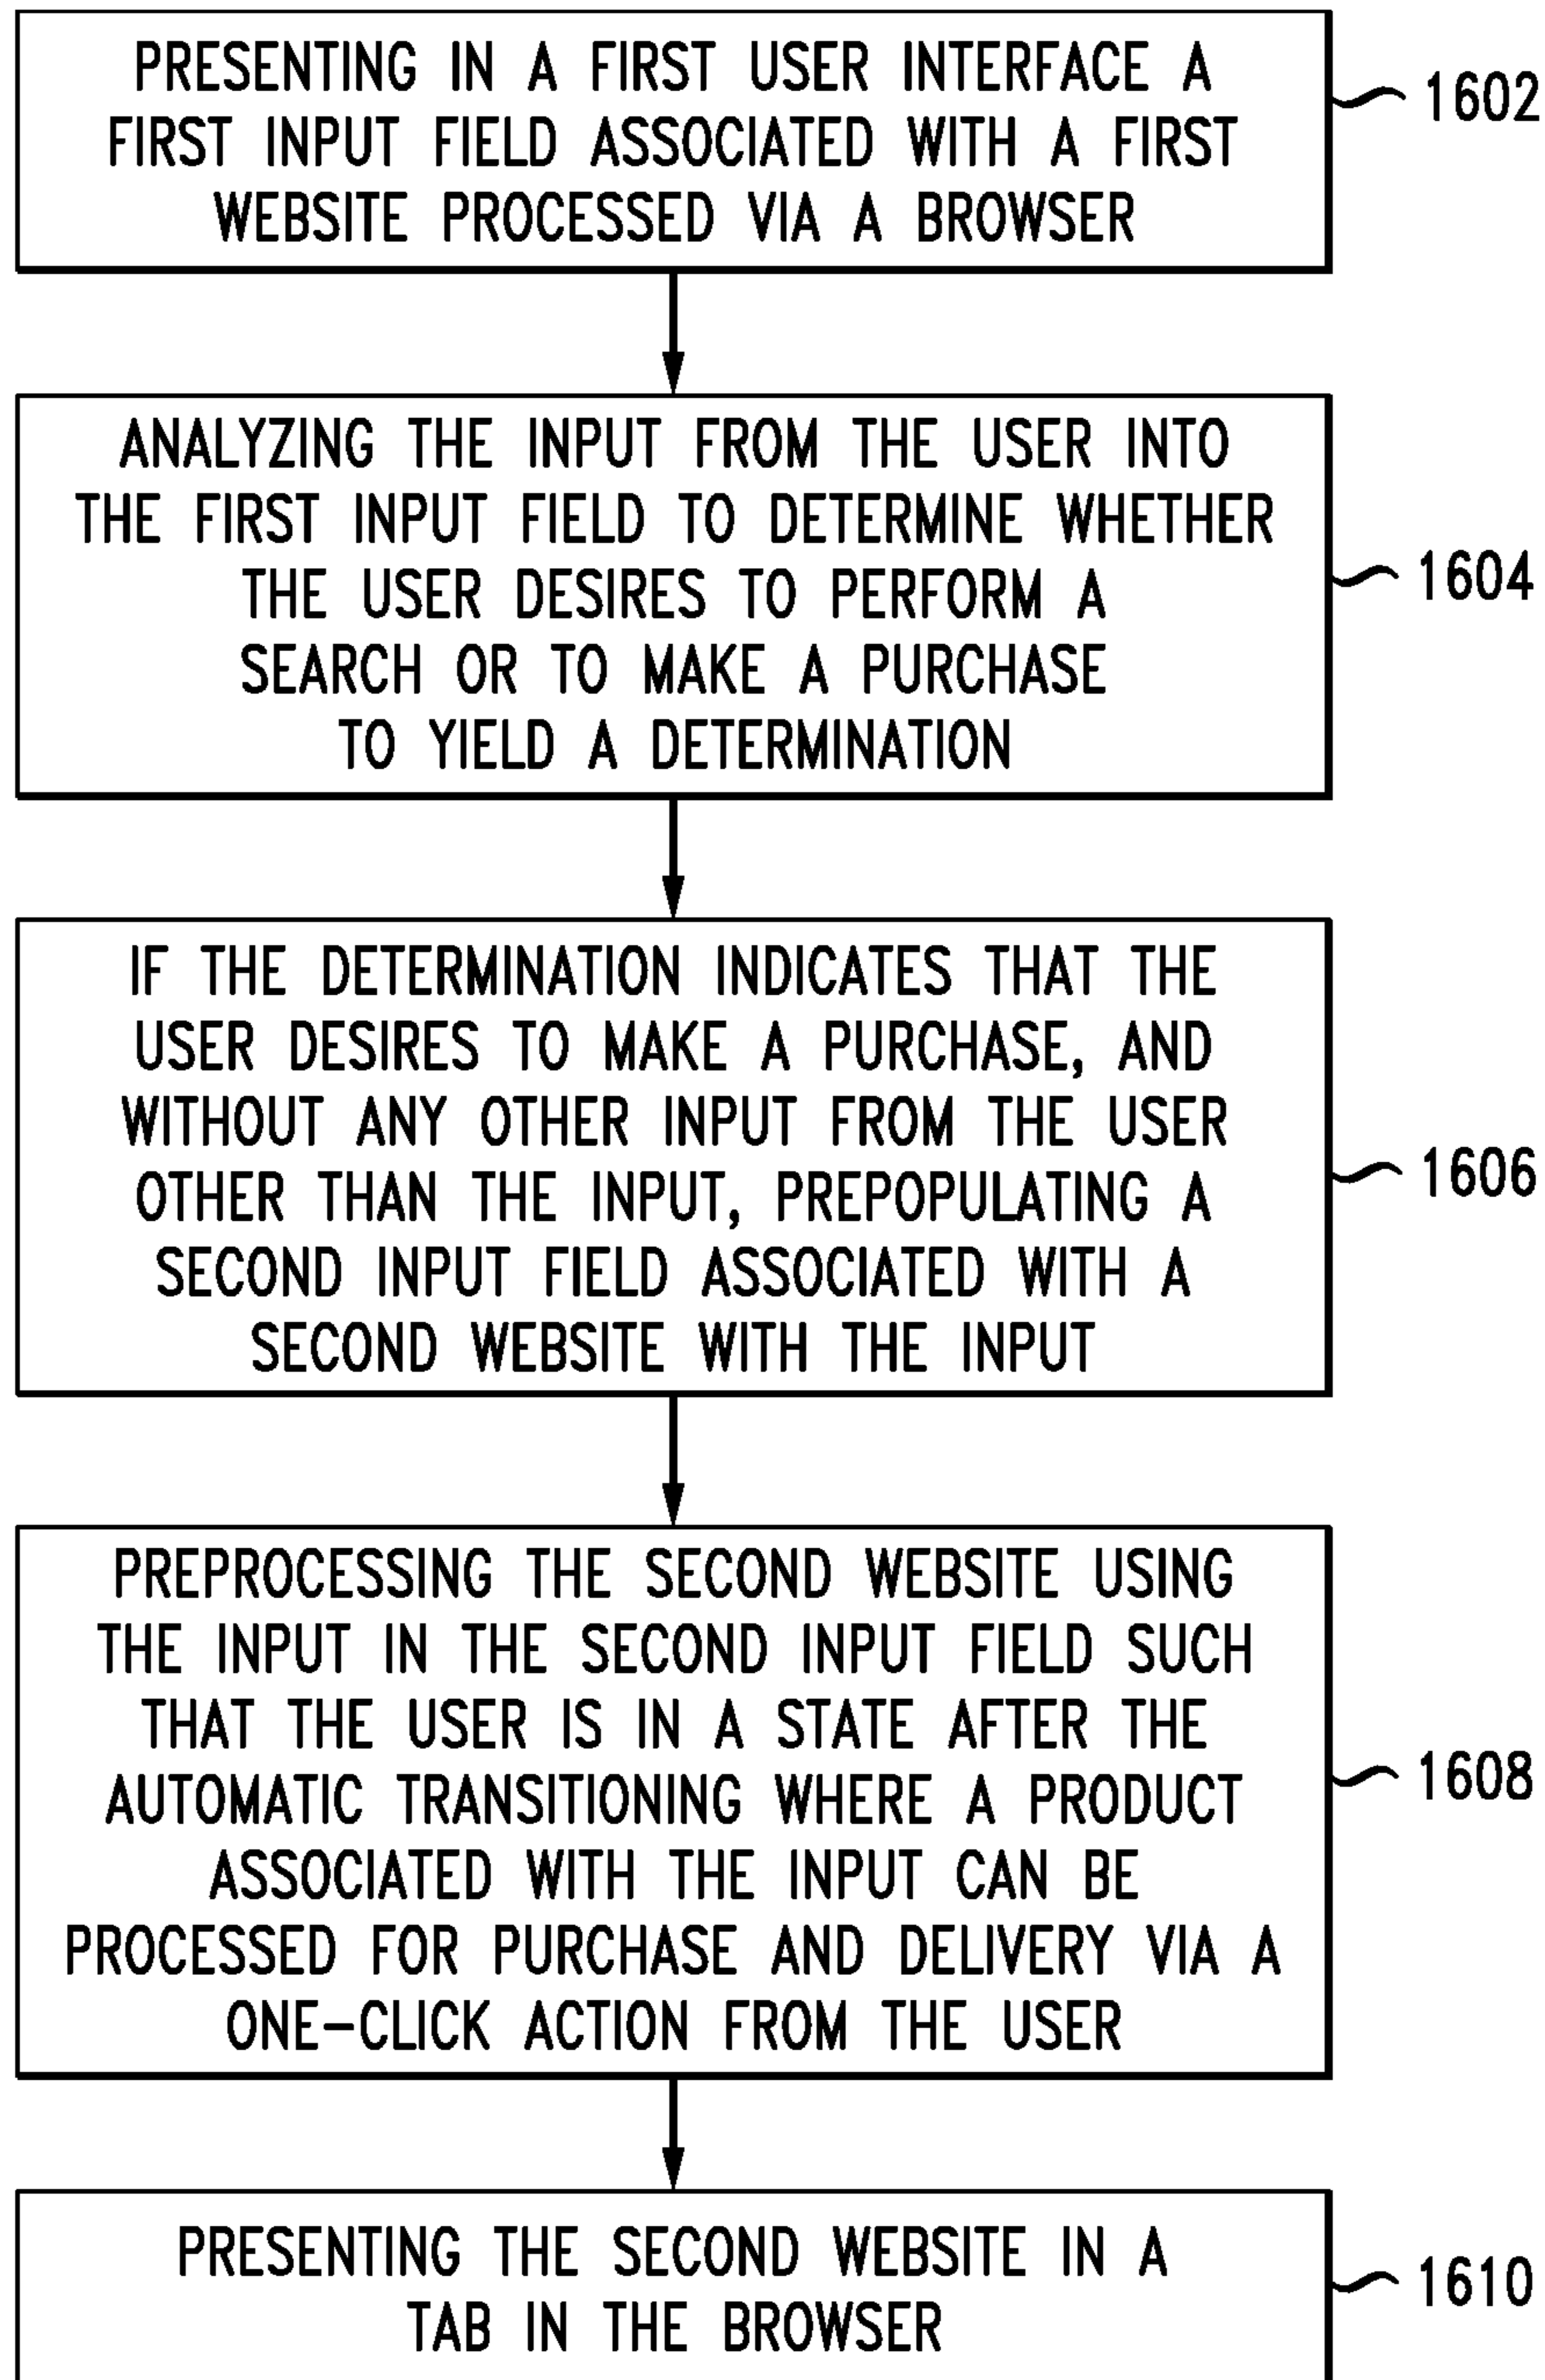 PRESENTING IN A FIRST USER INTERFACE A
FIRST INPUT FIELD ASSOCIATED WITH A FIRST
WEBSITE PROCESSED VIA A BROWSER
1602
ANALYZING THE INPUT FROM THE USER INTO
THE FIRST INPUT FIELD TO DETERMINE WHETHER
THE USER DESIRES TO PERFORM A
SEARCH OR TO MAKE A PURCHASE
TO YIELD A DETERMINATION
1604
IF THE DETERMINATION INDICATES THAT THE
USER DESIRES TO MAKE A PURCHASE, AND
WITHOUT ANY OTHER INPUT FROM THE USER
OTHER THAN THE INPUT, PREPOPULATING A
SECOND INPUT FIELD ASSOCIATED WITH A
SECOND WEBSITE WITH THE INPUT
1606
PREPROCESSING THE SECOND WEBSITE USING
THE INPUT IN THE SECOND INPUT FIELD SUCH
THAT THE USER IS IN A STATE AFTER THE
AUTOMATIC TRANSITIONING WHERE A PRODUCT
ASSOCIATED WITH THE INPUT CAN BE
PROCESSED FOR PURCHASE AND DELIVERY VIA A
ONE-CLICK ACTION FROM THE USER
1608
PRESENTING THE SECOND WEBSITE IN A
TAB IN THE BROWSER
1610